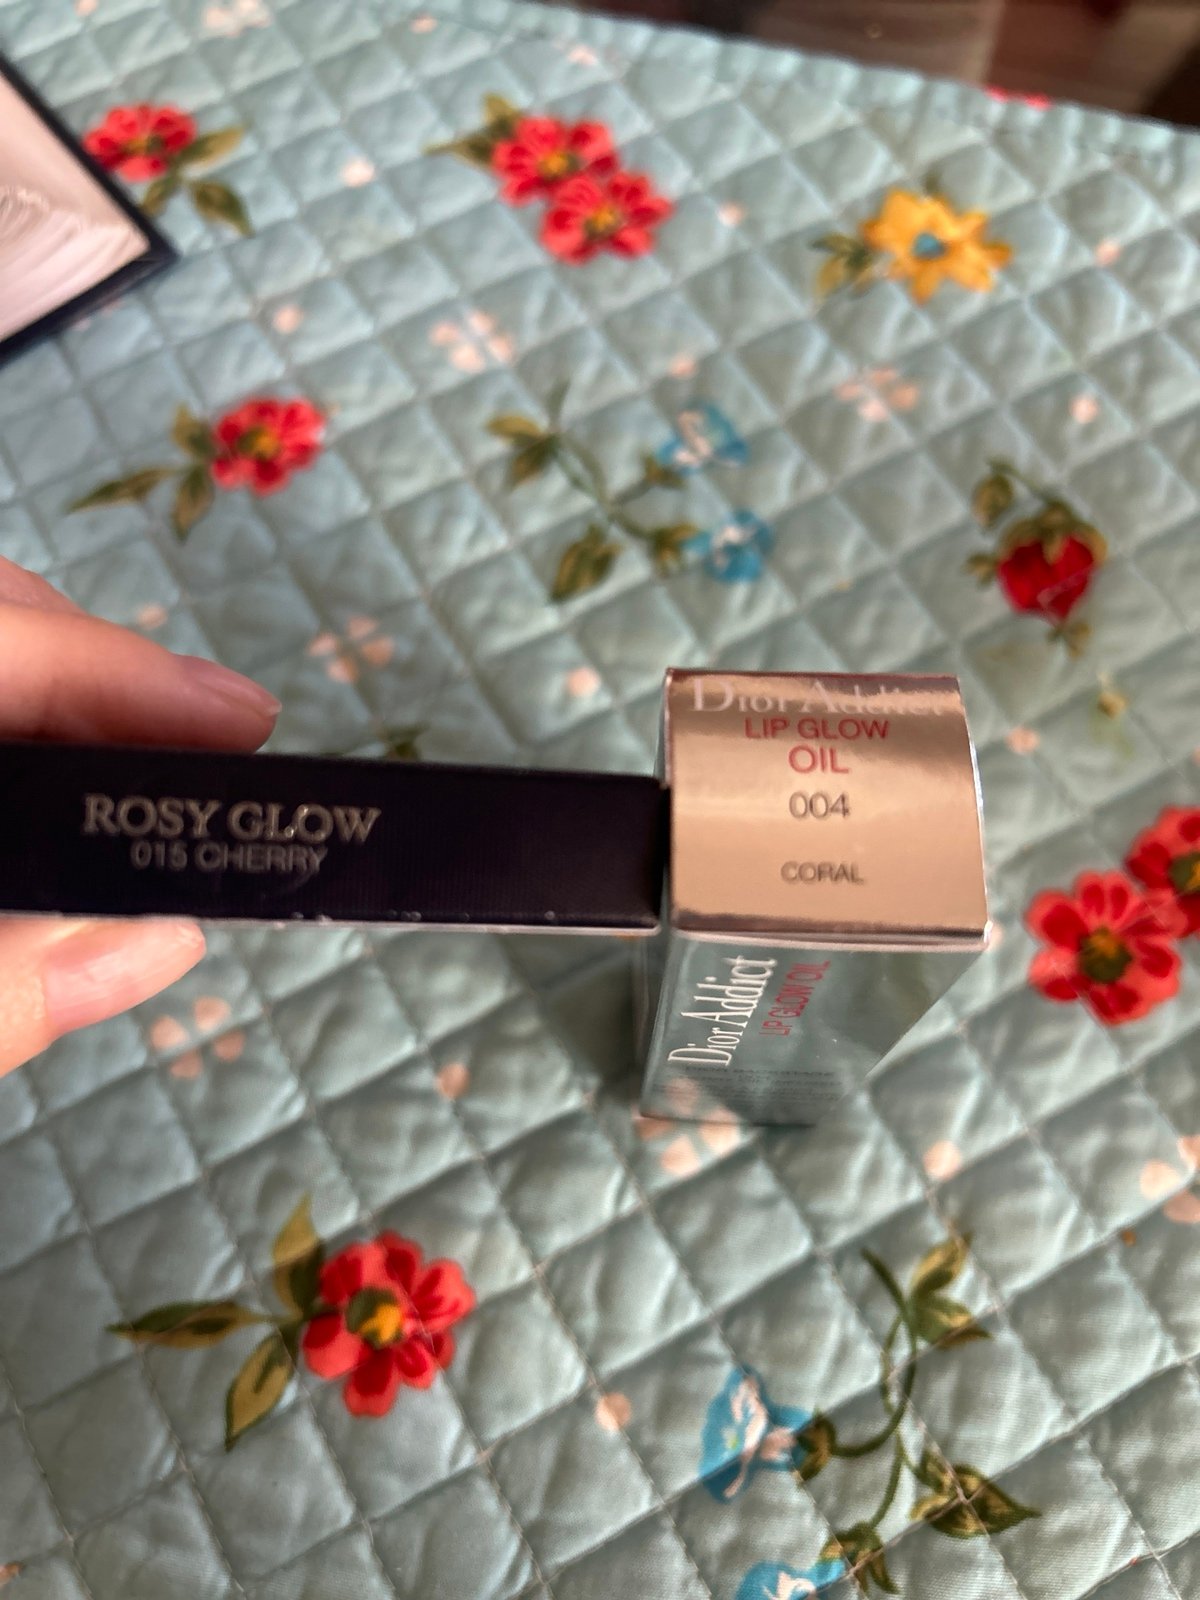 ROSY GLOW
015 CHERRY
Dior Addict
LIP GLOW
OIL
004
CORAL
Dior Addict
LIP GLOW OIL